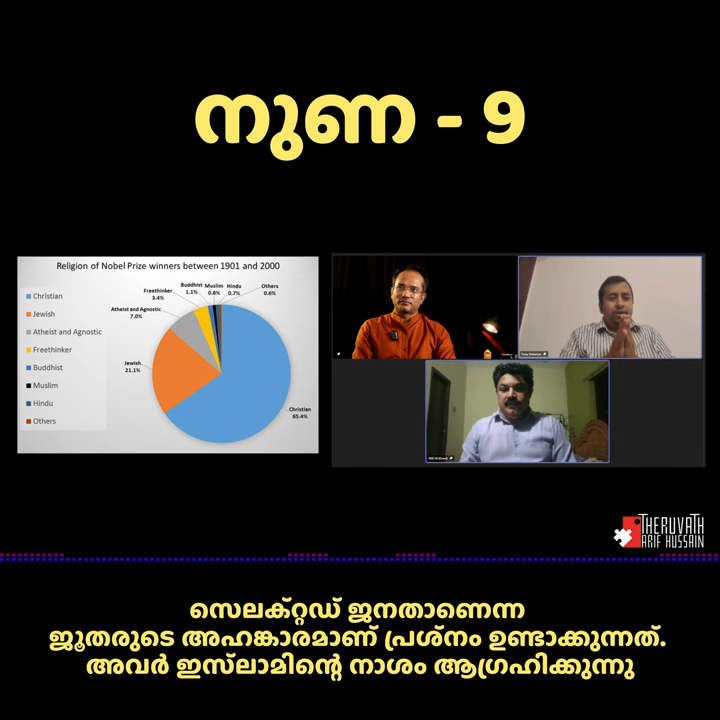 നുണ - 9
Religion of Nobel Prize winners between 1901 and 2000
Christian
Jewish
Atheist and Agnostic
Freethinker
Buddhist
Muslim
Hindu
Others
Atheist and Agnostic
7.0%
Freethinker
3.4%
Buddhist
1.1%
Muslim
0.8%
Hindu
0.7%
Others
0.6%
Jewish
21.1%
Christian
65.4%
THERUVATH
ARIF HUSSAIN
സെലക്റ്റഡ് ജനതാണെന്ന
ജൂതരുടെ അഹങ്കാരമാണ് പ്രശ്നം ഉണ്ടാക്കുന്നത്.
അവർ ഇസ്‌ലാമിന്റെ നാശം ആഗ്രഹിക്കുന്നു